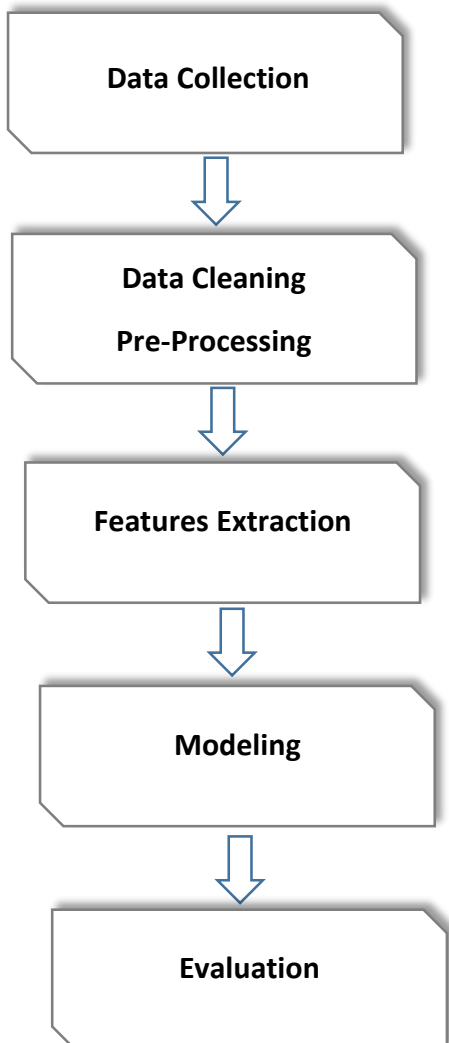 Data Collection
Data Cleaning
Pre-Processing
Features Extraction
Modeling
Evaluation